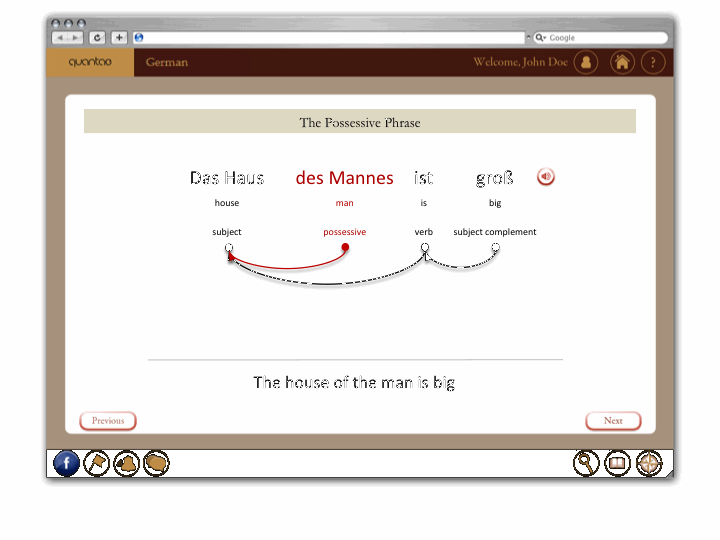 Google
quantao German Welcome, John Doe ?
The Possessive Phrase
Das Haus des Mannes ist groß
house man is big
subject possessive verb subject complement
The house of the man is big
Previous Next
f